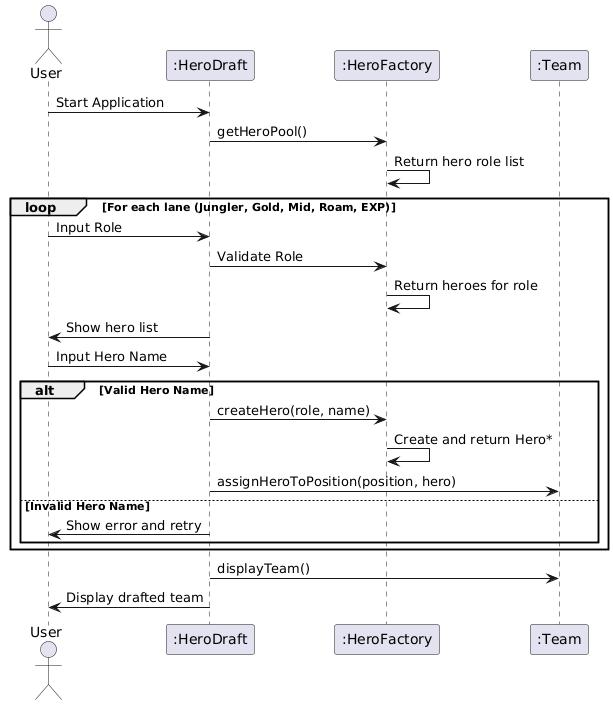 User
:HeroDraft
:HeroFactory
:Team
Start Application
getHeroPool()
Return hero role list
loop
[For each lane (Jungler, Gold, Mid, Roam, EXP)]
Input Role
Validate Role
Return heroes for role
Show hero list
Input Hero Name
alt
[Valid Hero Name]
createHero(role, name)
Create and return Hero*
assignHeroToPosition(position, hero)
[Invalid Hero Name]
Show error and retry
displayTeam()
Display drafted team
User
:HeroDraft
:HeroFactory
:Team